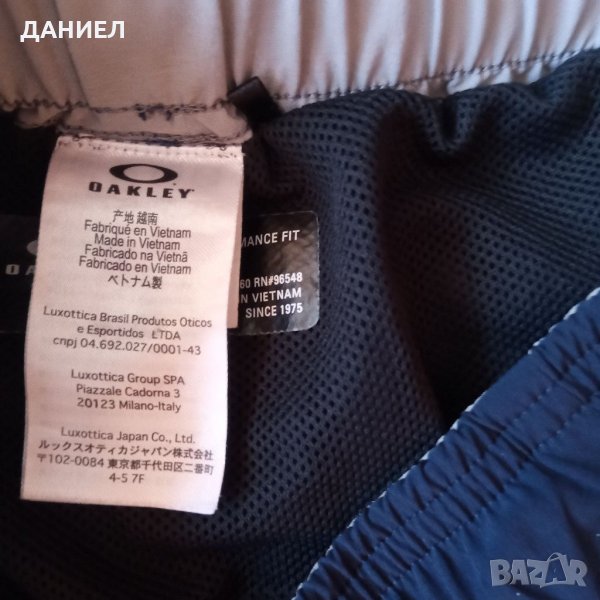 ДАНИЕЛ
OAKLEY
产地 越南
Fabriqué en Vietnam
Made in Vietnam
Fabricado na Vietnã
Fabricado en Vietnam
ベトナム製
Luxottica Brasil Produtos Oticos
e Esportidos LTDA
cnpj 04.692.027/0001-43
Luxottica Group SPA
Piazzale Cadorna 3
20123 Milano-Italy
Luxottica Japan Co., Ltd.
ルックスオティカジャパン株式会社
〒102-0084 東京都千代田区二番町
4-5 7F
MANCE FIT
60 RN#96548
IN VIETNAM
SINCE 1975
BAZAR